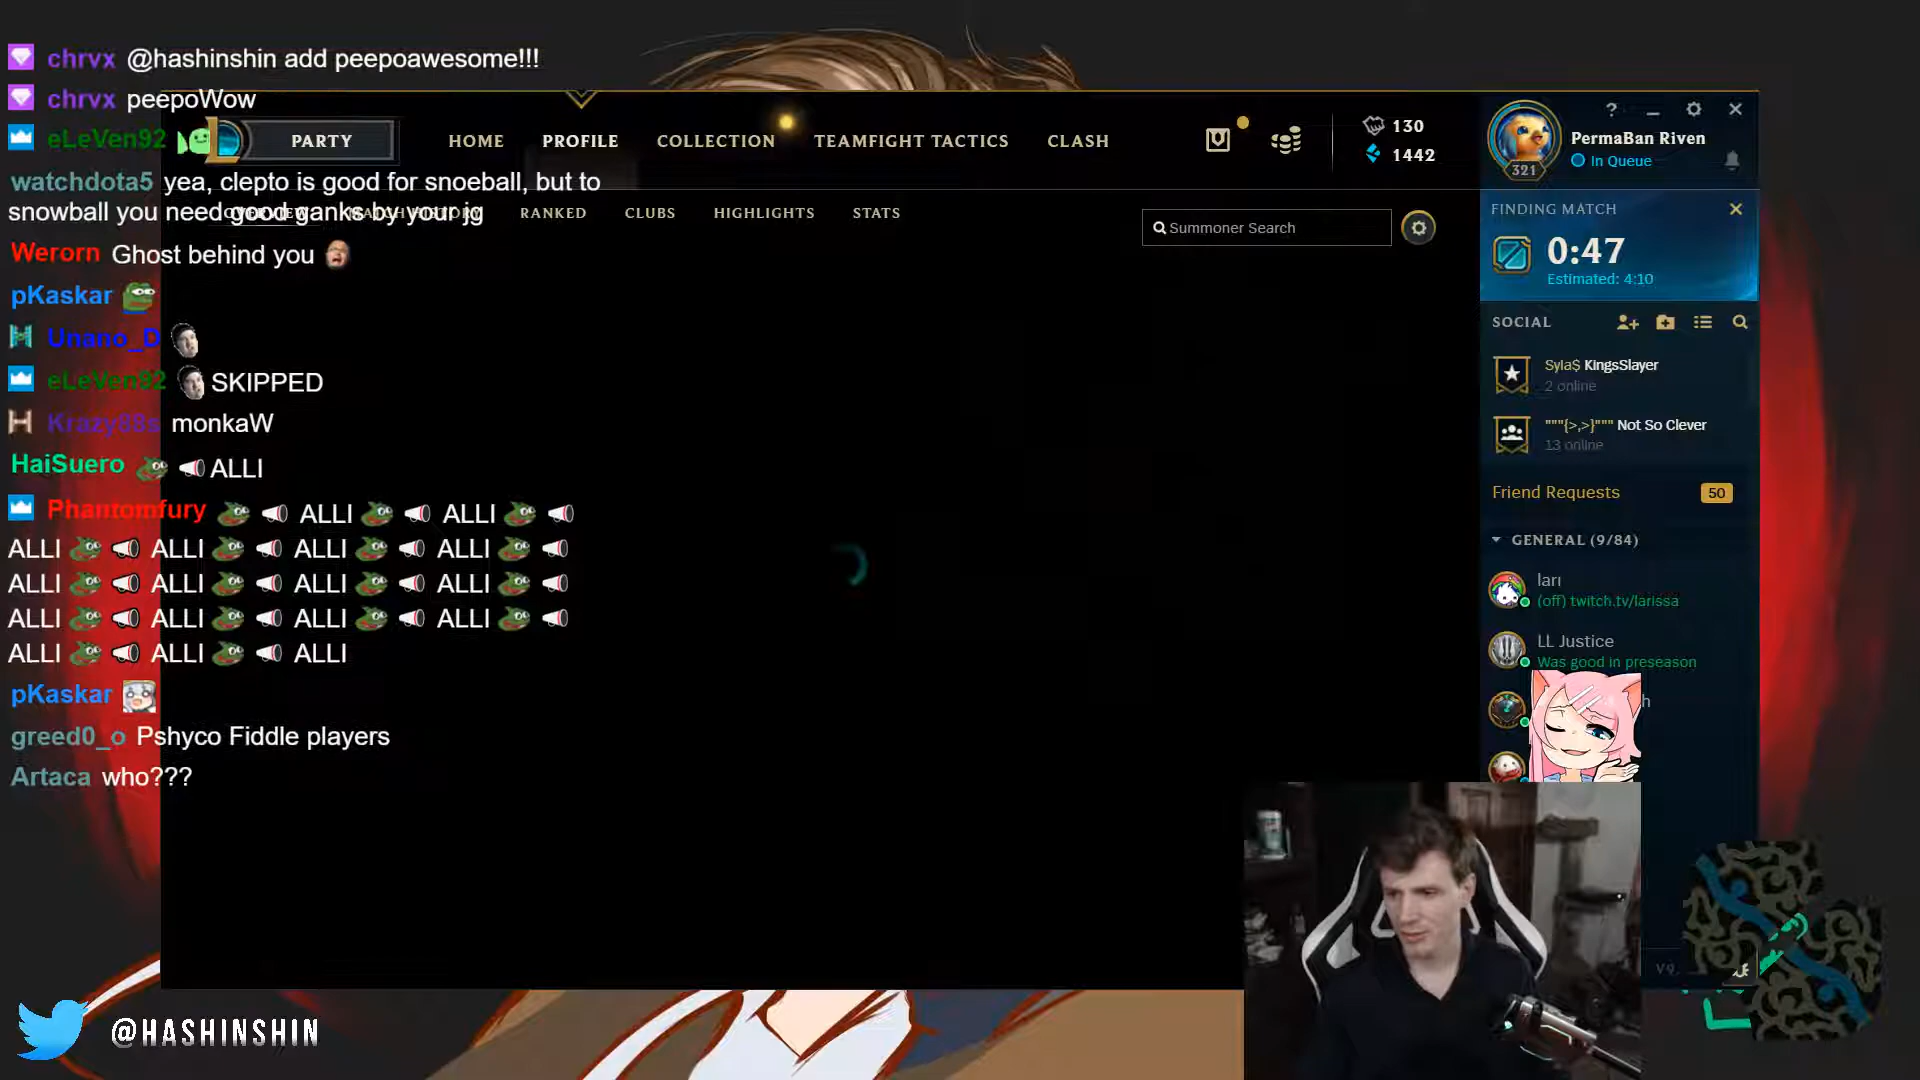 chrvx @hashinshin add peepoawesome!!!
chrvx peepoWow
eLeVen92
watchdota5 yea, clepto is good for snoeball, but to
snowball you need good ganks by your jg
Werorn Ghost behind you
pKaskar
Unano_D
eLeVen92 SKIPPED
Krazy88s monkaW
HaiSuero ALLI
Phantomfury ALLI ALLI
ALLI ALLI ALLI ALLI
ALLI ALLI ALLI ALLI
ALLI ALLI ALLI ALLI
ALLI ALLI ALLI
pKaskar
greed0_o Pshyco Fiddle players
Artaca who???
PARTY
HOME PROFILE COLLECTION TEAMFIGHT TACTICS CLASH
130
1442
OVERVIEW MATCH HISTORY RANKED CLUBS HIGHLIGHTS STATS
Summoner Search
321
PermaBan Riven
In Queue
FINDING MATCH
0:47
Estimated: 4:10
SOCIAL
Syla$ KingsSlayer
2 online
"""{>,>}""" Not So Clever
13 online
Friend Requests 50
GENERAL (9/84)
ları
(off) twitch.tv/larissa
LL Justice
Was good in preseason
@HASHINSHIN